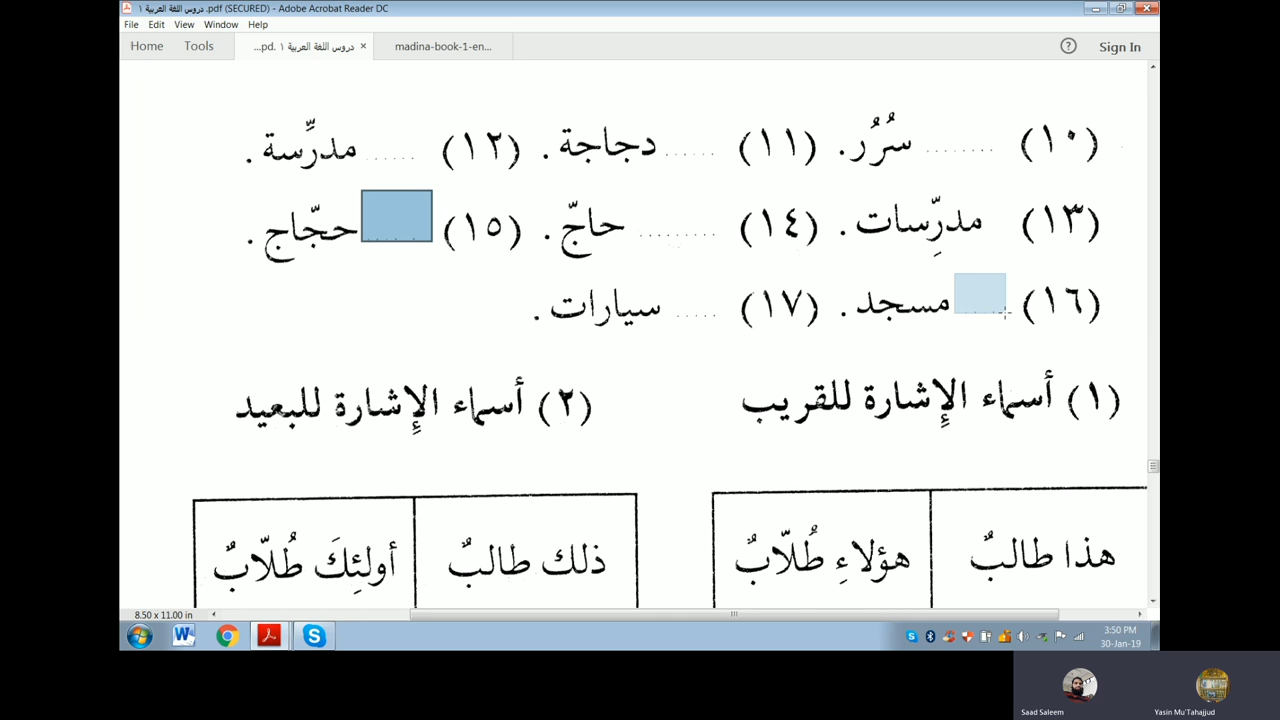 دروس اللغة العربية ١ .pdf (SECURED) - Adobe Acrobat Reader DC
File Edit View Window Help
Home Tools دروس اللغة العربية ١ .pd... × madina-book-1-en... ? Sign In
(١٠) ........ سُرُر. (١١) ..... دجاجة. (١٢) ..... مدرِّسة.
(١٣) مدرِّسات. (١٤) ........ حاجّ. (١٥) حجّاج.
(١٦) مسجد. (١٧) ..... سيارات.
(١) أسماء الإِشارة للقريب (٢) أسماء الإِشارة للبعيد
هذا طالبٌ هؤلاءِ طُلّابٌ ذلك طالبٌ أولئِكَ طُلّابٌ
8.50 x 11.00 in
3:50 PM
30-Jan-19
Saad Saleem Yasin Mu'Tahajjud